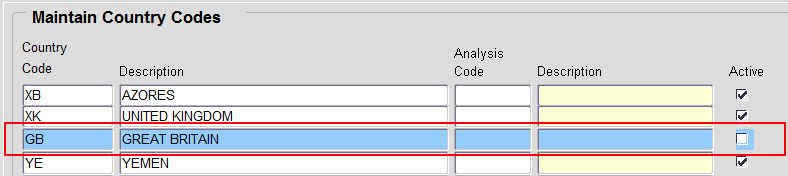 Maintain Country Codes
Country Code Description Analysis Code Description Active
XB AZORES
XK UNITED KINGDOM
GB GREAT BRITAIN
YE YEMEN